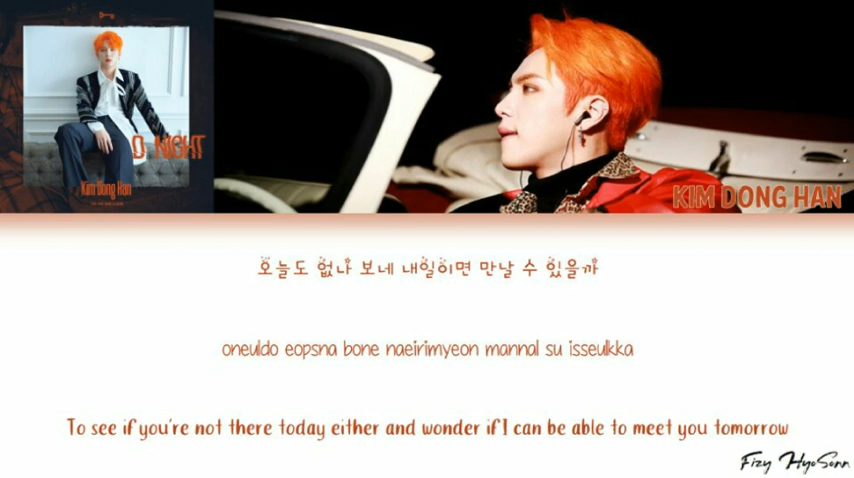 D NIGHT
Kim Dong Han
KIM DONG HAN
오늘도 없나 보네 내일이면 만날 수 있을까
oneuldo eopsna bone naeirimyeon mannal su isseulkka
To see if you're not there today either and wonder if I can be able to meet you tomorrow
Fizy HyoSonn